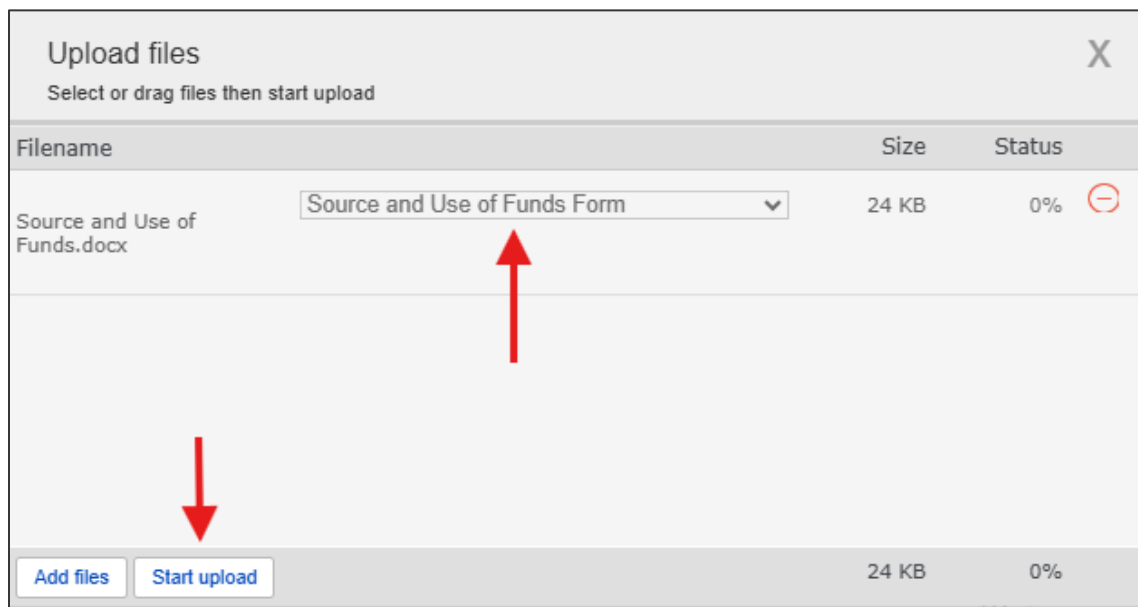 Upload files
X
Select or drag files then start upload
Filename Size Status
Source and Use of Funds Form 24 KB 0%
Source and Use of
Funds.docx
Add files Start upload 24 KB 0%